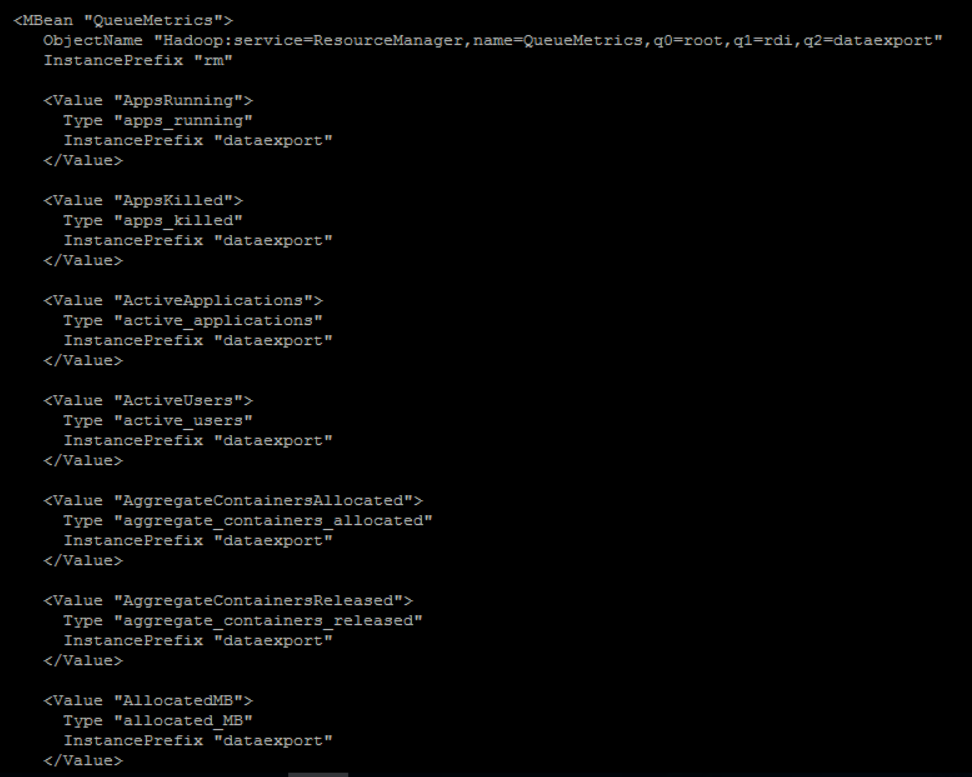 <MBean "QueueMetrics">
ObjectName "Hadoop:service=ResourceManager,name=QueueMetrics,q0=root,q1=rdi,q2=dataexport"
InstancePrefix "rm"
<Value "AppsRunning">
Type "apps_running"
InstancePrefix "dataexport"
</Value>
<Value "AppsKilled">
Type "apps_killed"
InstancePrefix "dataexport"
</Value>
<Value "ActiveApplications">
Type "active_applications"
InstancePrefix "dataexport"
</Value>
<Value "ActiveUsers">
Type "active_users"
InstancePrefix "dataexport"
</Value>
<Value "AggregateContainersAllocated">
Type "aggregate_containers_allocated"
InstancePrefix "dataexport"
</Value>
<Value "AggregateContainersReleased">
Type "aggregate_containers_released"
InstancePrefix "dataexport"
</Value>
<Value "AllocatedMB">
Type "allocated_MB"
InstancePrefix "dataexport"
</Value>